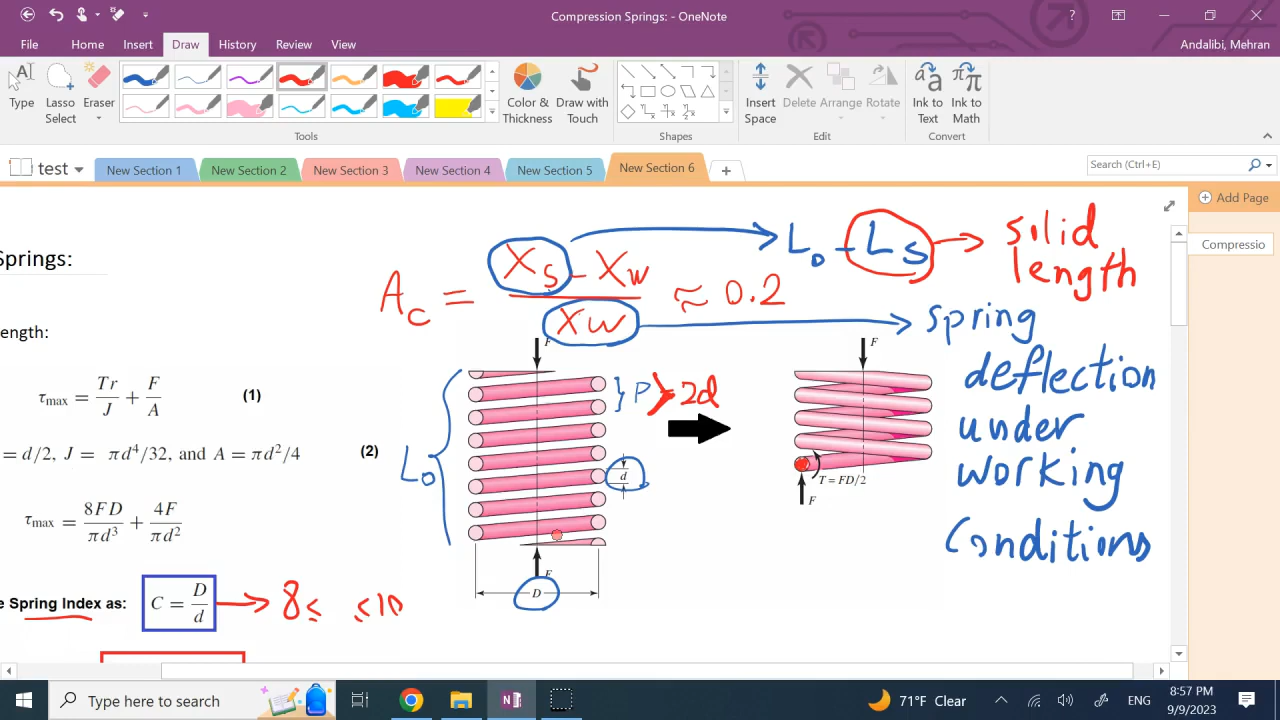 Compression Springs: - OneNote
?
File
Home
Insert
Draw
History
Review
View
Andalibi, Mehran
Type
Lasso Select
Eraser
Color & Thickness
Draw with Touch
Insert Space
Delete
Arrange
Rotate
Ink to Text
Ink to Math
Tools
Shapes
Edit
Convert
test
New Section 1
New Section 2
New Section 3
New Section 4
New Section 5
New Section 6
+
Search (Ctrl+E)
Add Page
Compressio
Springs:
ength:
τmax = Tr/J + F/A (1)
= d/2, J = πd⁴/32, and A = πd²/4 (2)
τmax = 8FD/πd³ + 4F/πd²
e Spring Index as: C = D/d → 8 ≤ ≤10
Ac = (Xs - Xw)/Xw ≈ 0.2
L0 - Ls → solid length
spring
deflection
under
working
conditions
F
L0
} P > 2d
d
F
D
F
T = FD/2
F
Type here to search
71°F Clear
ENG
8:57 PM
9/9/2023